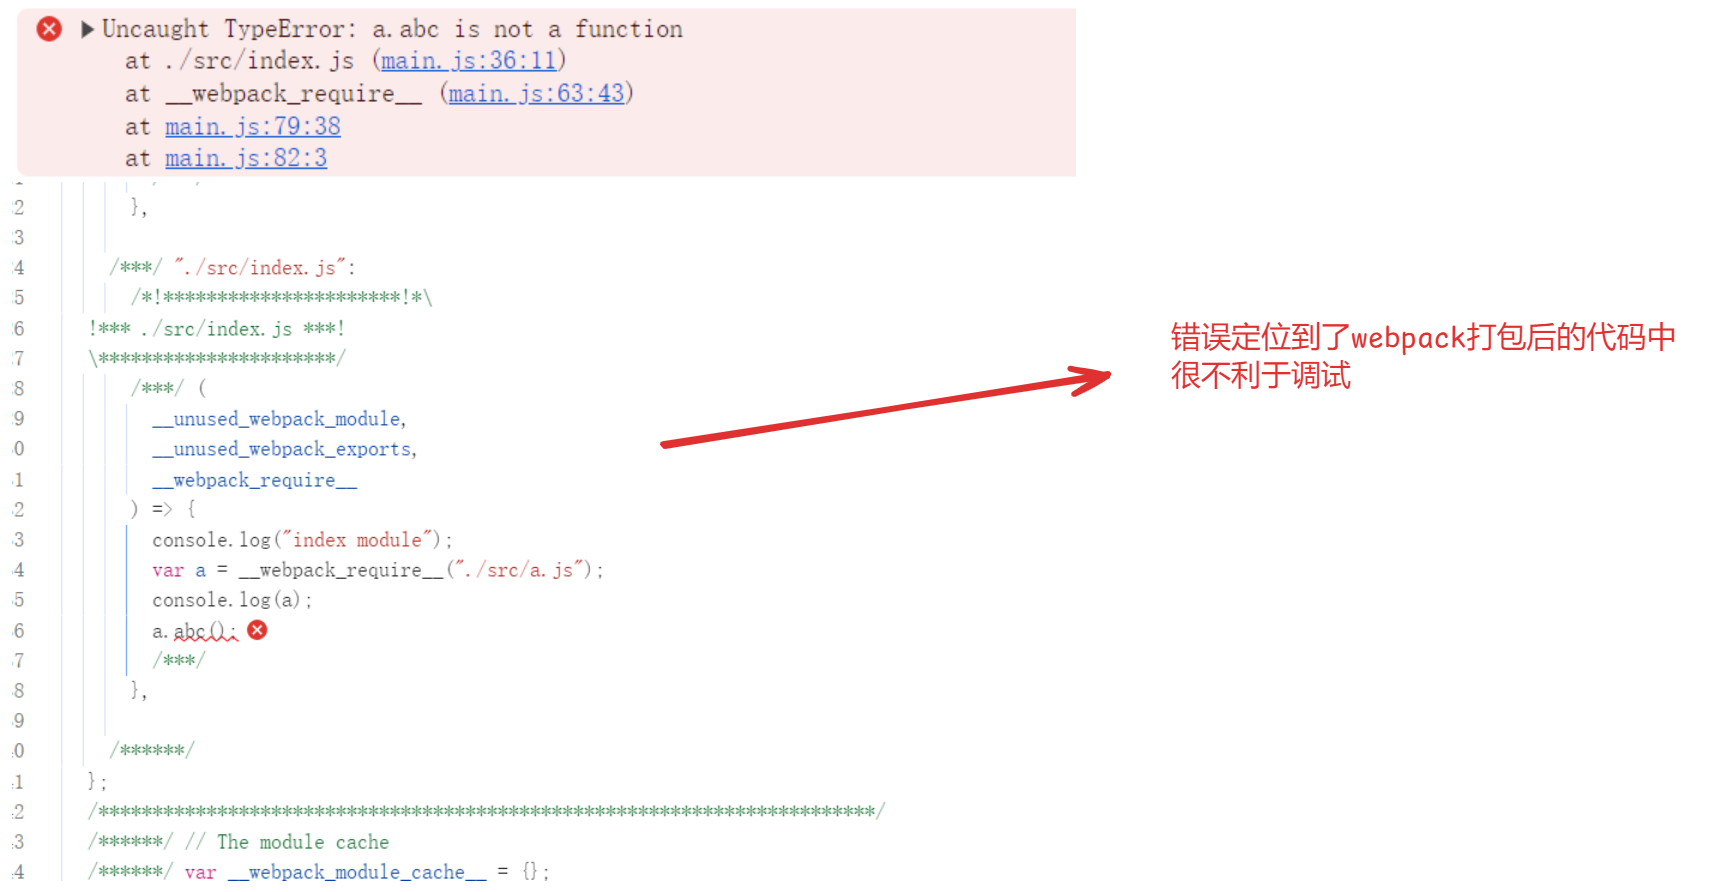 Uncaught TypeError: a.abc is not a function
at ./src/index.js (main.js:36:11)
at __webpack_require__ (main.js:63:43)
at main.js:79:38
at main.js:82:3
2 },
3
4 /***/ "./src/index.js":
5 /*!**********************!*\
6 !*** ./src/index.js ***!
7 \**********************/
8 /***/ (
9 __unused_webpack_module,
0 __unused_webpack_exports,
1 __webpack_require__
2 ) => {
3 console.log("index module");
4 var a = __webpack_require__("./src/a.js");
5 console.log(a);
6 a.abc();
7 /***/
8 },
9
0 /******/
1 };
2 /************************************************************************/
3 /******/ // The module cache
4 /******/ var __webpack_module_cache__ = {};
错误定位到了webpack打包后的代码中
很不利于调试